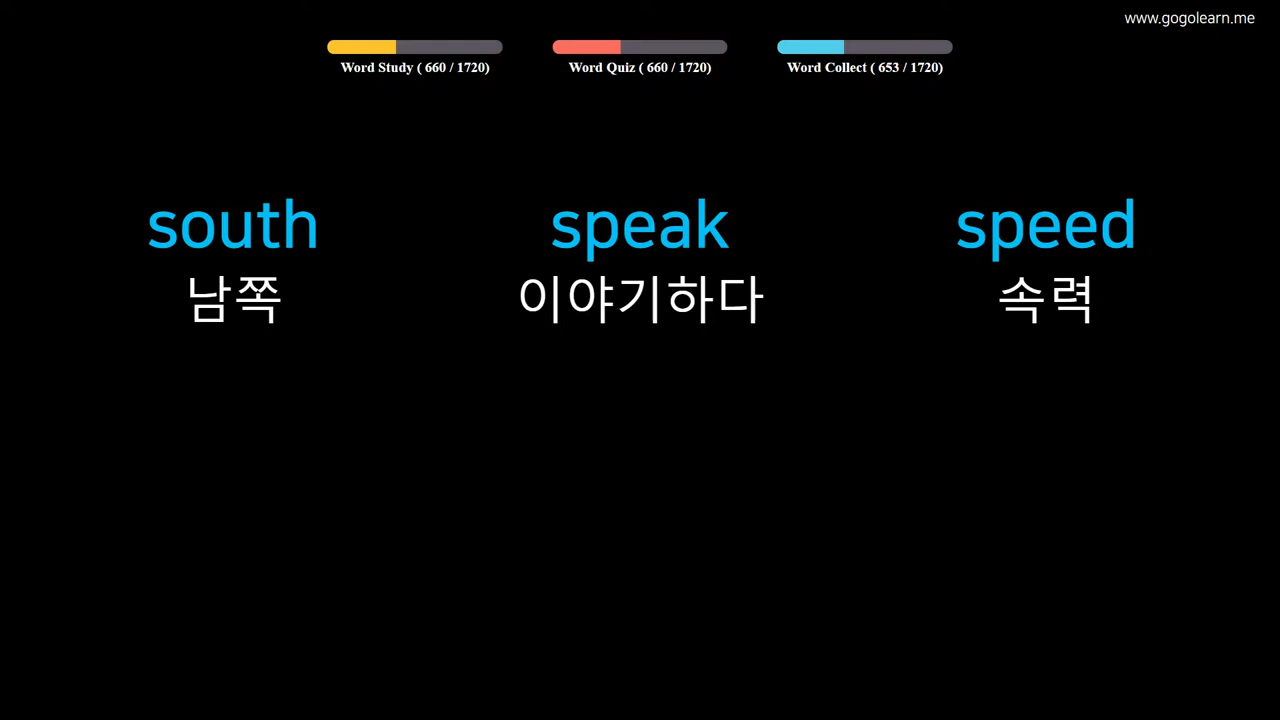 www.gogolearn.me
Word Study ( 660 / 1720)
Word Quiz ( 660 / 1720)
Word Collect ( 653 / 1720)
south
남쪽
speak
이야기하다
speed
속력